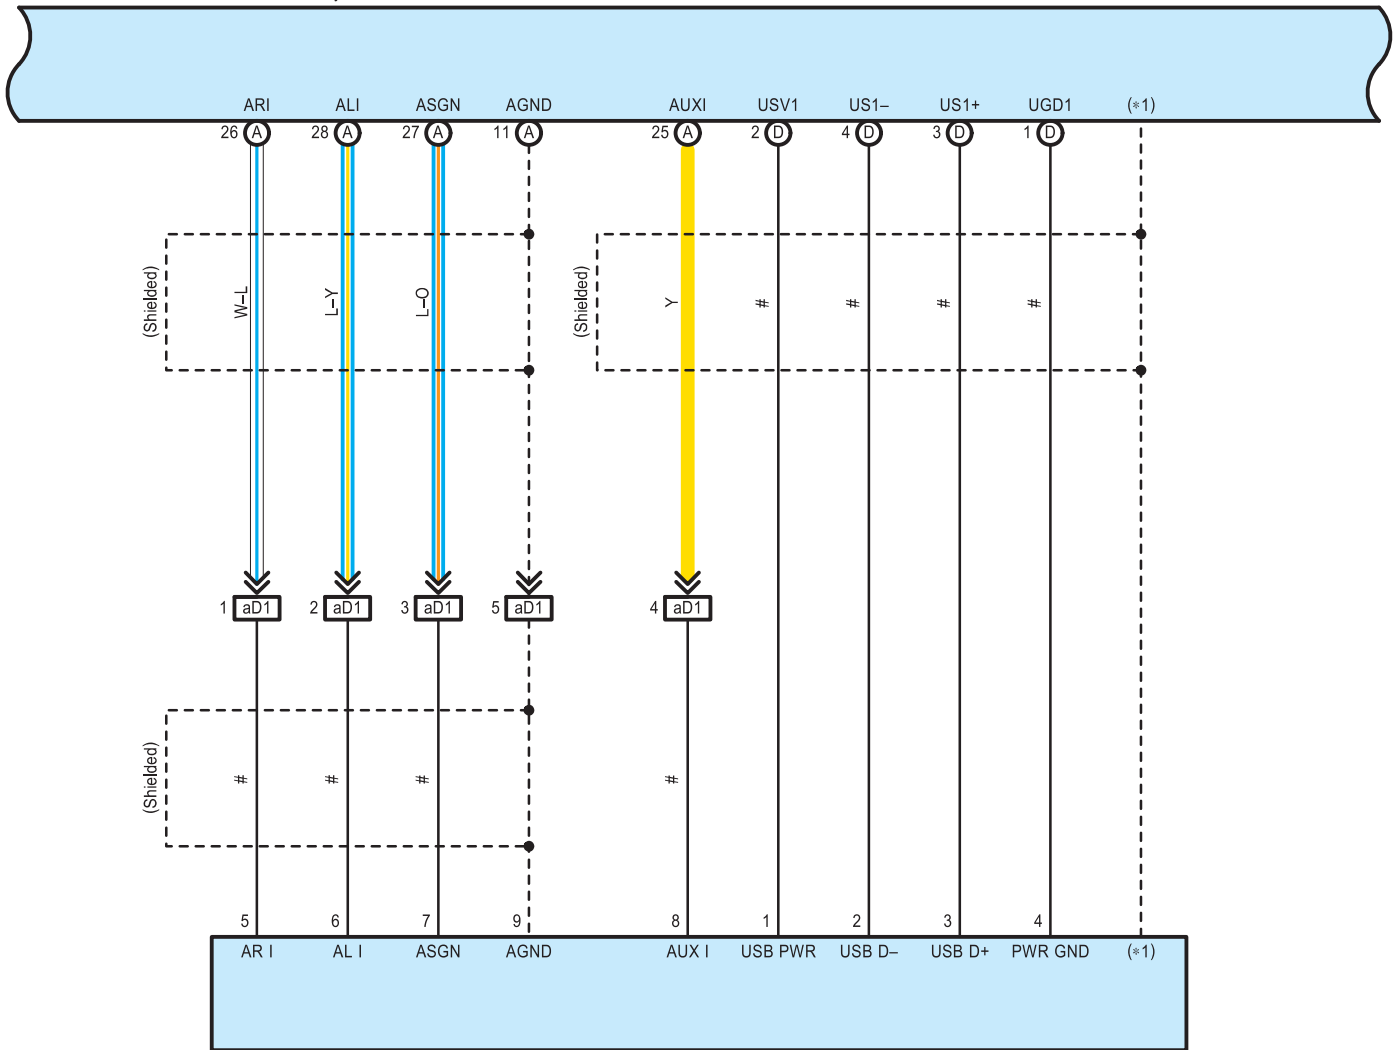 ARI ALI ASGN AGND AUXI USV1 US1– US1+ UGD1 (*1)
26 A 28 A 27 A 11 A 25 A 2 D 4 D 3 D 1 D
(Shielded) W–L L–Y L–O (Shielded) Y # # # #
1 aD1 2 aD1 3 aD1 5 aD1 4 aD1
(Shielded) # # # #
5 6 7 9 8 1 2 3 4
AR I AL I ASGN AGND AUX I USB PWR USB D– USB D+ PWR GND (*1)